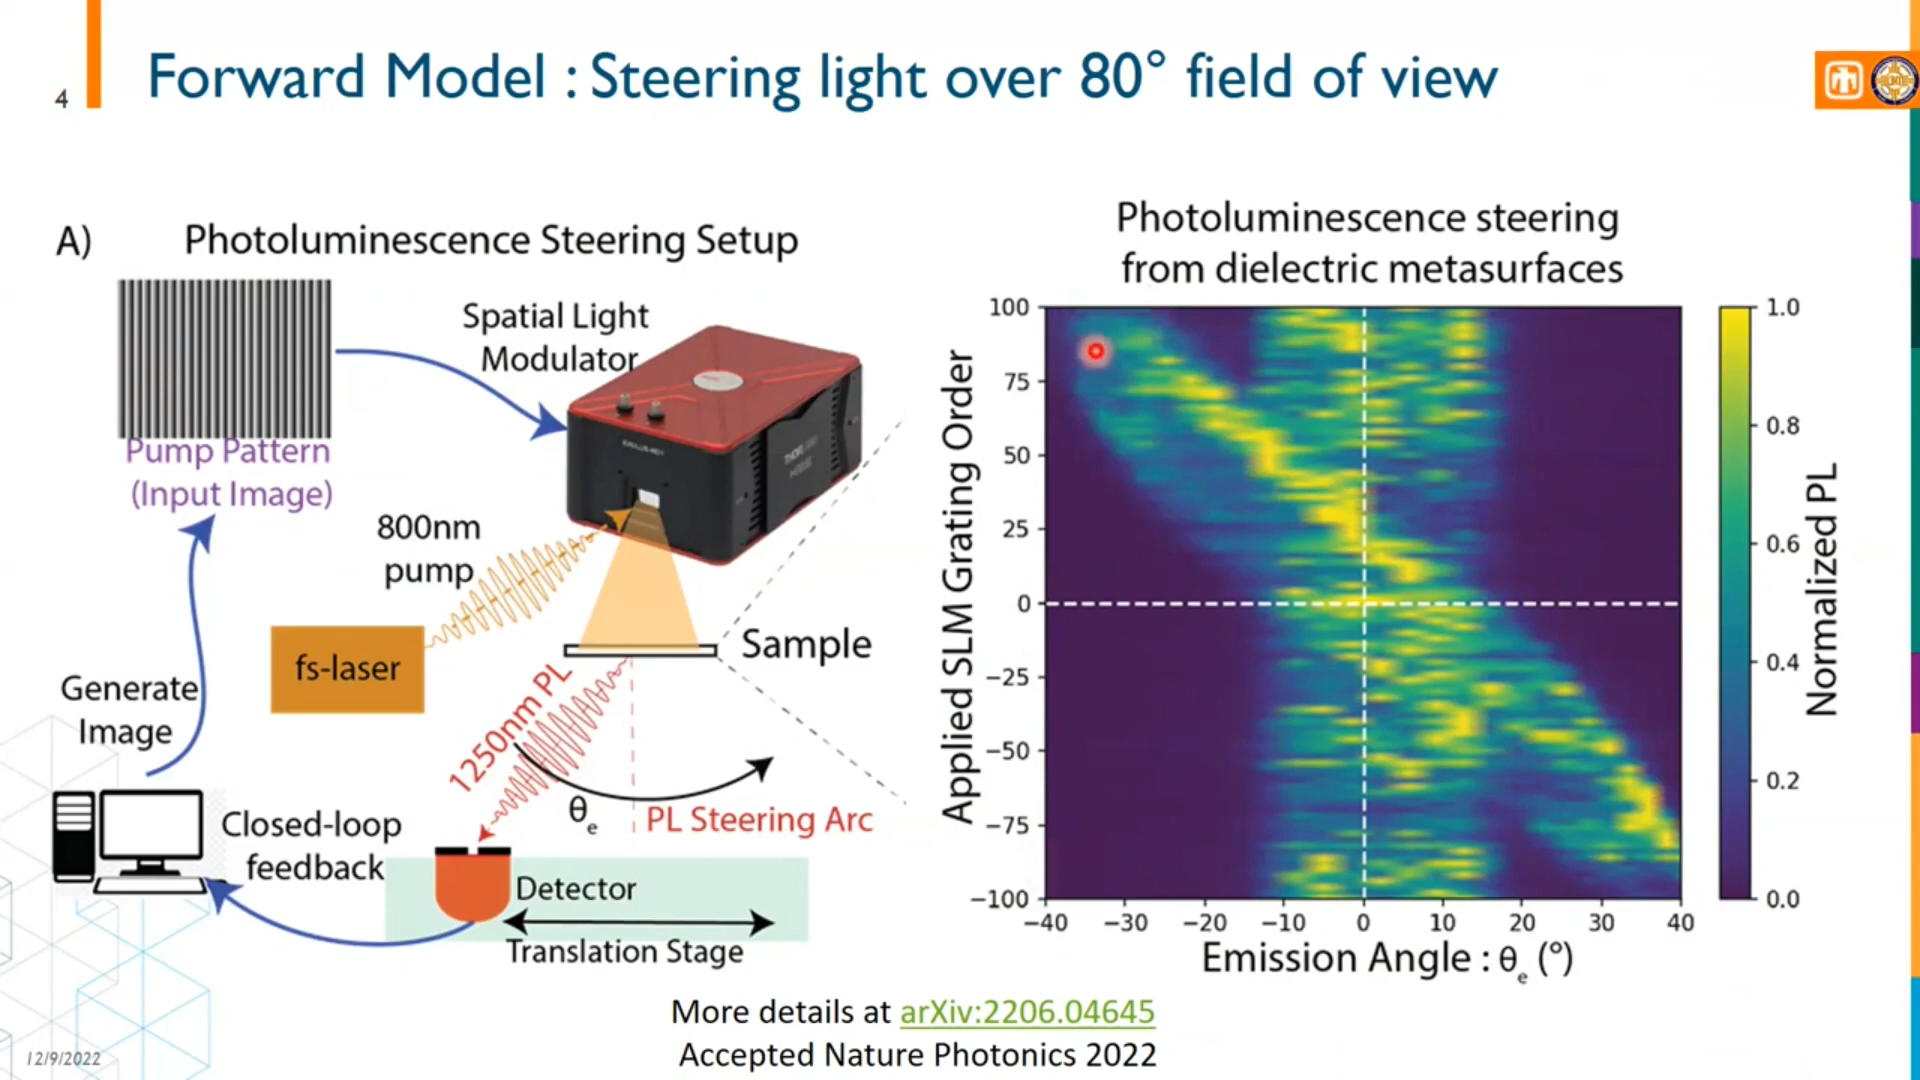 4
Forward Model : Steering light over 80° field of view
A)
Photoluminescence Steering Setup
Spatial Light
Modulator
Pump Pattern
(Input Image)
800nm
pump
fs-laser
Sample
1250nm PL
Generate
Image
θe
PL Steering Arc
Closed-loop
feedback
Detector
Translation Stage
Photoluminescence steering
from dielectric metasurfaces
Applied SLM Grating Order
100
75
50
25
0
−25
−50
−75
−100
−40 −30 −20 −10 0 10 20 30 40
Emission Angle : θe (°)
1.0
0.8
0.6
0.4
0.2
0.0
Normalized PL
More details at arXiv:2206.04645
Accepted Nature Photonics 2022
12/9/2022